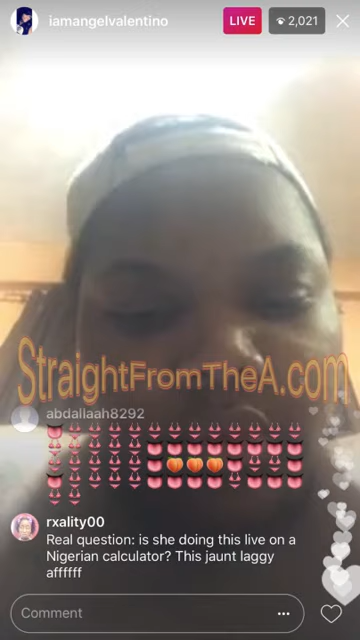 iamangelvalentino
LIVE
2,021
StraightFromTheA.com
abdallaah8292
rxality00
Real question: is she doing this live on a
Nigerian calculator? This jaunt laggy
affffff
Comment